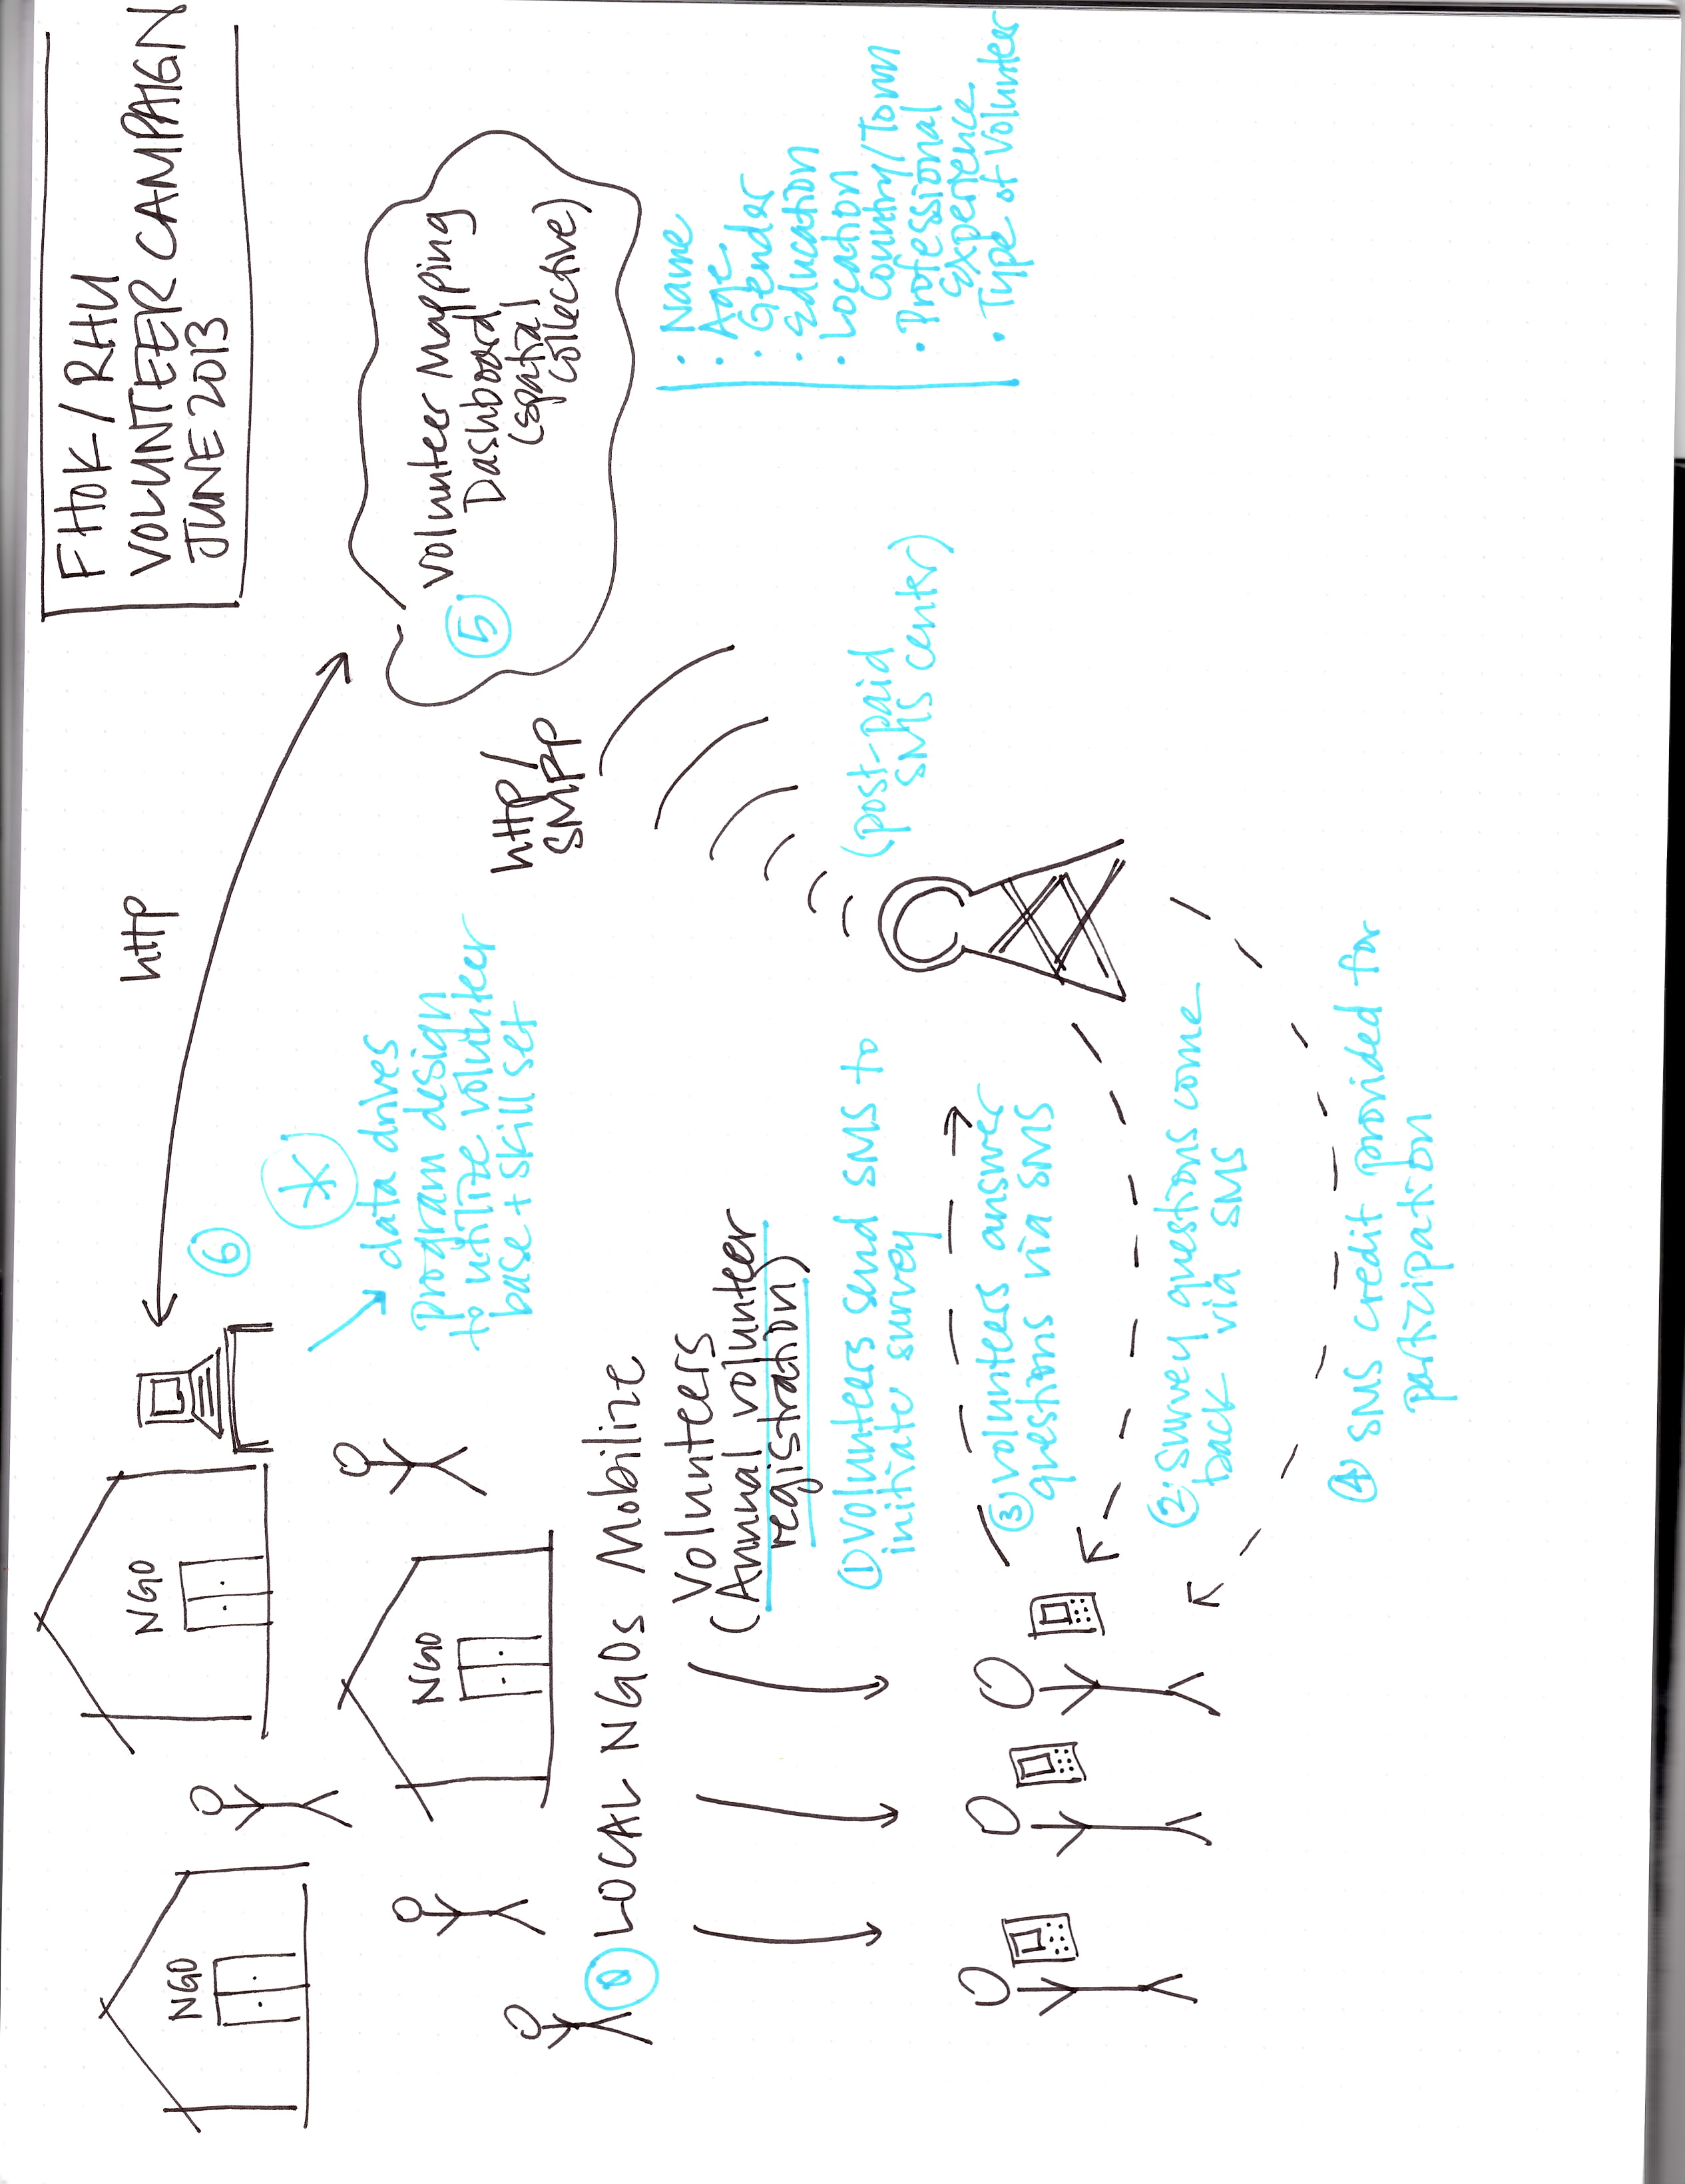 FHOK / RHU
VOLUNTEER CAMPAIGN
JUNE 2013
NGO
NGO
NGO
http
6
*
data drives
program design
to utilize volunteer
base + skill set
5
Volunteer Mapping
Dashboard
(spatial
collective)
http/
SMPP
0 LOCAL NGOs Mobilize
Volunteers
(Annual volunteer
registration)
• Name
• Age
• Gender
• Education
• Location
Country/Town
• Professional
Experience
• Type of Volunteer
1 Volunteers send SMS to
initiate survey
(post-paid
SMS center)
3 Volunteers answer
questions via SMS
2. Survey questions come
back via SMS
4 SMS credit provided for
participation